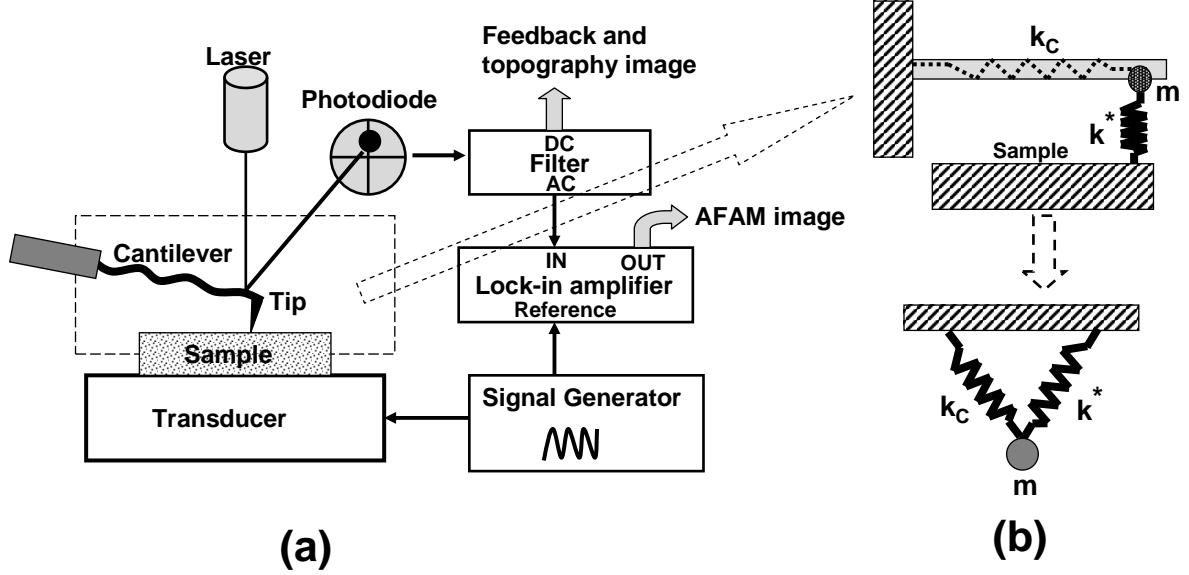 Laser
Photodiode
Feedback and
topography image
DC
Filter
AC
AFAM image
IN OUT
Lock-in amplifier
Reference
Cantilever
Tip
Sample
Transducer
Signal Generator
(a)
k_C
m
k*
Sample
k_C
k*
m
(b)